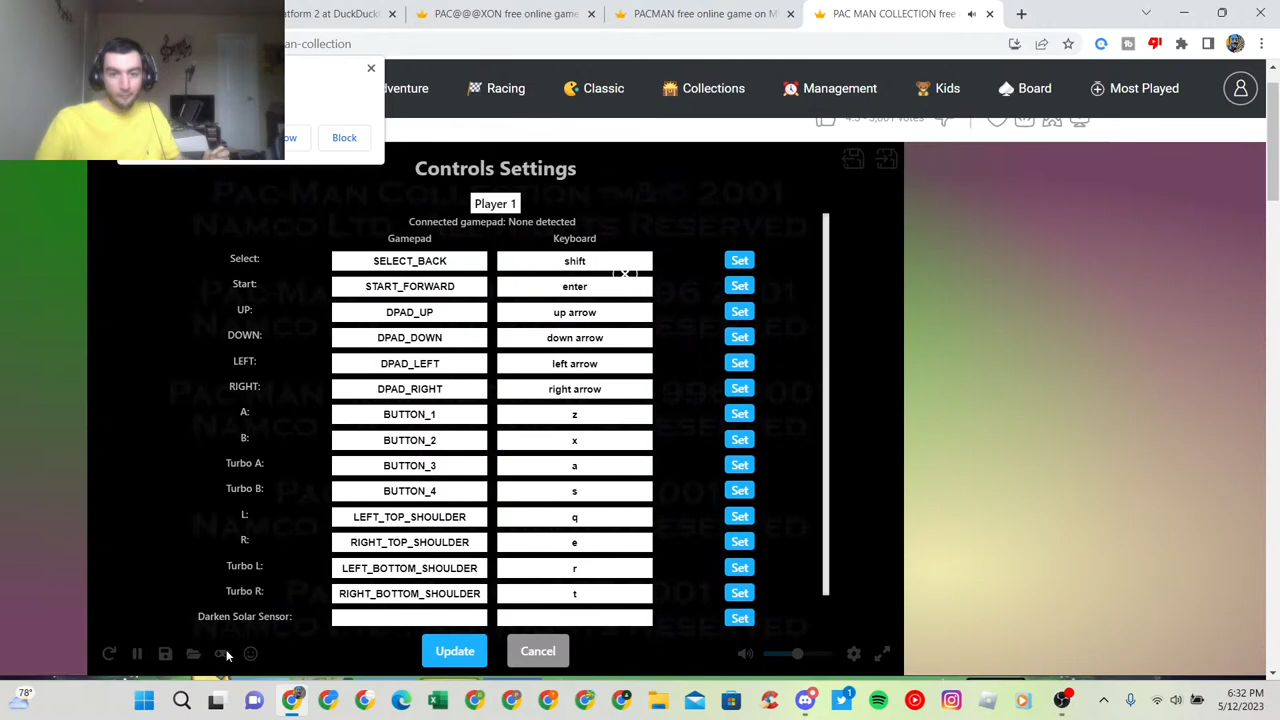 atform 2 at DuckDuck
PAC@@@XON free online game
PACMAN free online game on M
PAC MAN COLLECTION free
man-collection
dventure
Racing
Classic
Collections
Management
Kids
Board
Most Played
ow
Block
Controls Settings
Player 1
Connected gamepad: None detected
Gamepad
Keyboard
Select:
SELECT_BACK
shift
Set
Start:
START_FORWARD
enter
Set
UP:
DPAD_UP
up arrow
Set
DOWN:
DPAD_DOWN
down arrow
Set
LEFT:
DPAD_LEFT
left arrow
Set
RIGHT:
DPAD_RIGHT
right arrow
Set
A:
BUTTON_1
z
Set
B:
BUTTON_2
x
Set
Turbo A:
BUTTON_3
a
Set
Turbo B:
BUTTON_4
s
Set
L:
LEFT_TOP_SHOULDER
q
Set
R:
RIGHT_TOP_SHOULDER
e
Set
Turbo L:
LEFT_BOTTOM_SHOULDER
r
Set
Turbo R:
RIGHT_BOTTOM_SHOULDER
t
Set
Darken Solar Sensor:
Set
Update
Cancel
78°
6:32 PM
5/12/2023